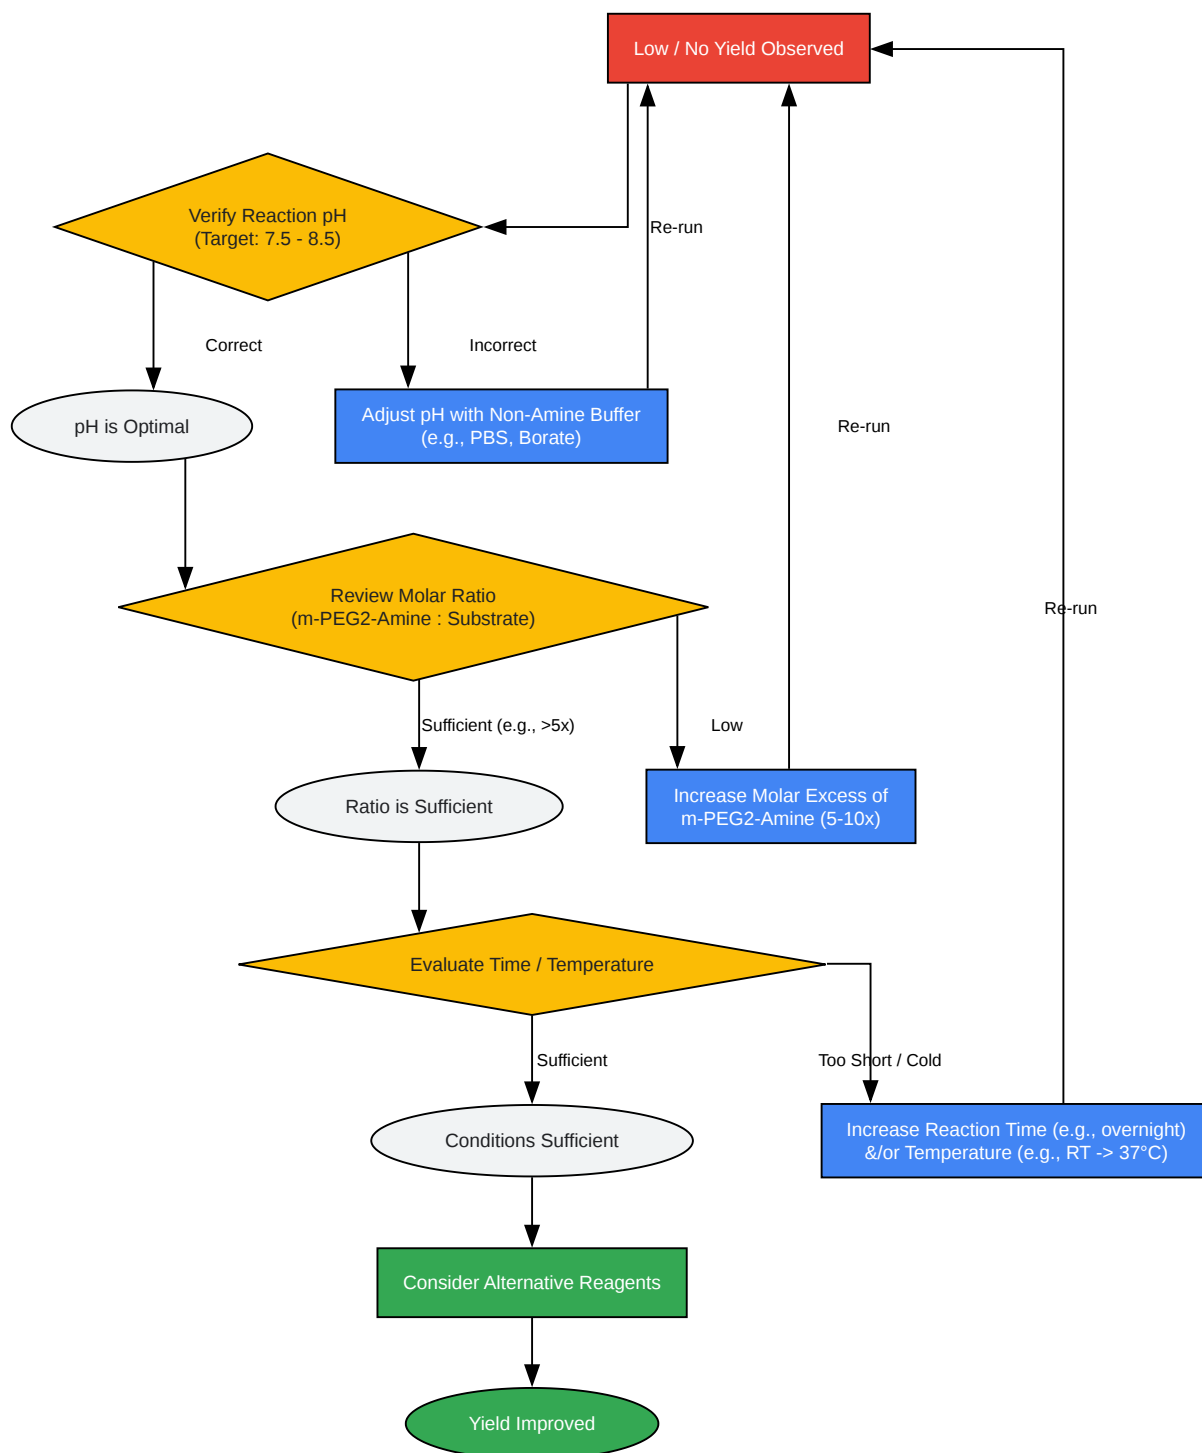 Low / No Yield Observed
Verify Reaction pH
(Target: 7.5 - 8.5)
Re-run
Correct
Incorrect
pH is Optimal
Adjust pH with Non-Amine Buffer
(e.g., PBS, Borate)
Re-run
Review Molar Ratio
(m-PEG2-Amine : Substrate)
Re-run
Sufficient (e.g., >5x)
Low
Ratio is Sufficient
Increase Molar Excess of
m-PEG2-Amine (5-10x)
Evaluate Time / Temperature
Sufficient
Too Short / Cold
Conditions Sufficient
Increase Reaction Time (e.g., overnight)
&/or Temperature (e.g., RT -> 37°C)
Consider Alternative Reagents
Yield Improved